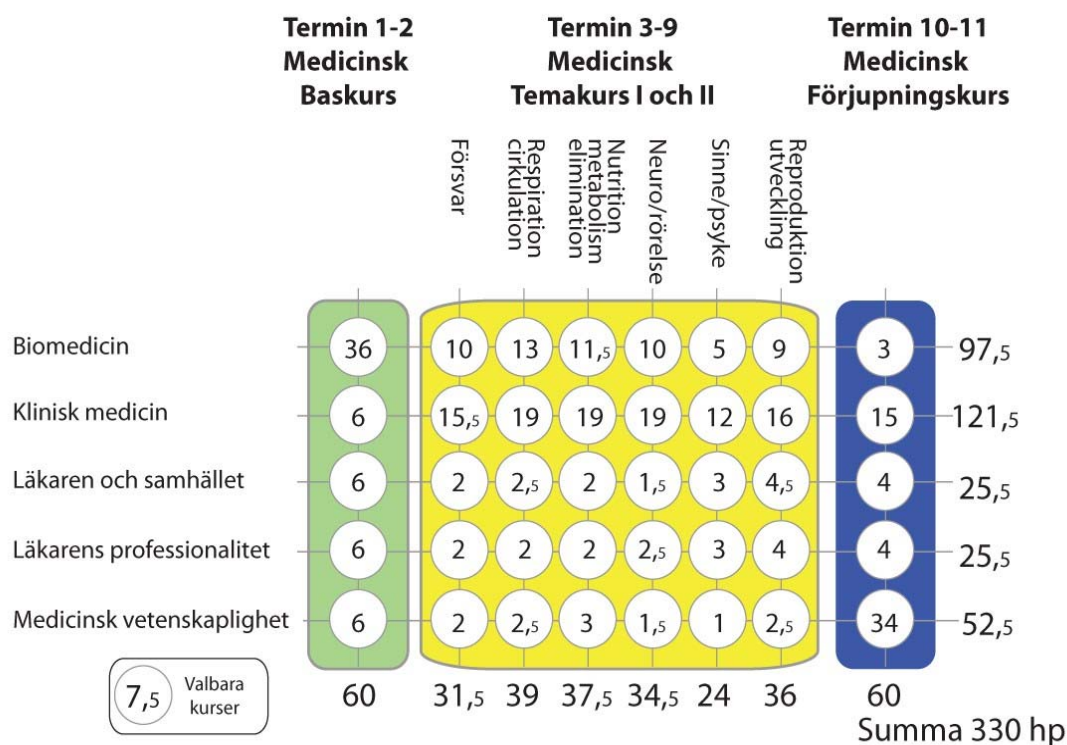 Termin 1-2
Medicinsk
Baskurs
Termin 3-9
Medicinsk
Temakurs I och II
Termin 10-11
Medicinsk
Förjupningskurs
Försvar
Respiration
cirkulation
Nutrition
metabolism
elimination
Neuro/rörelse
Sinne/psyke
Reproduktion
utveckling
Biomedicin 36 10 13 11,5 10 5 9 3 97,5
Klinisk medicin 6 15,5 19 19 19 12 16 15 121,5
Läkaren och samhället 6 2 2,5 2 1,5 3 4,5 4 25,5
Läkarens professionalitet 6 2 2 2 2,5 3 4 4 25,5
Medicinsk vetenskaplighet 6 2 2,5 3 1,5 1 2,5 34 52,5
7,5 Valbara
kurser
60 31,5 39 37,5 34,5 24 36 60
Summa 330 hp